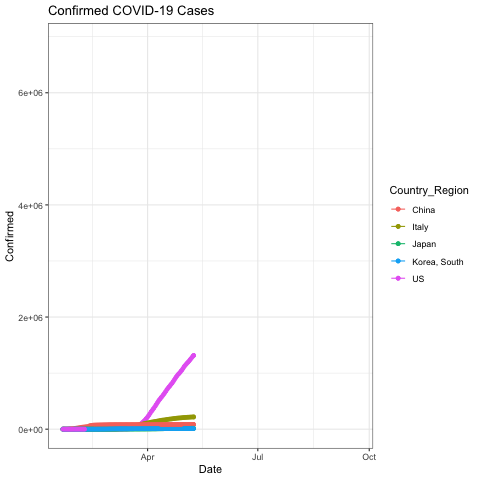 Confirmed COVID-19 Cases
6e+06
4e+06
2e+06
0e+00
Confirmed
Apr
Jul
Oct
Date
Country_Region
China
Italy
Japan
Korea, South
US